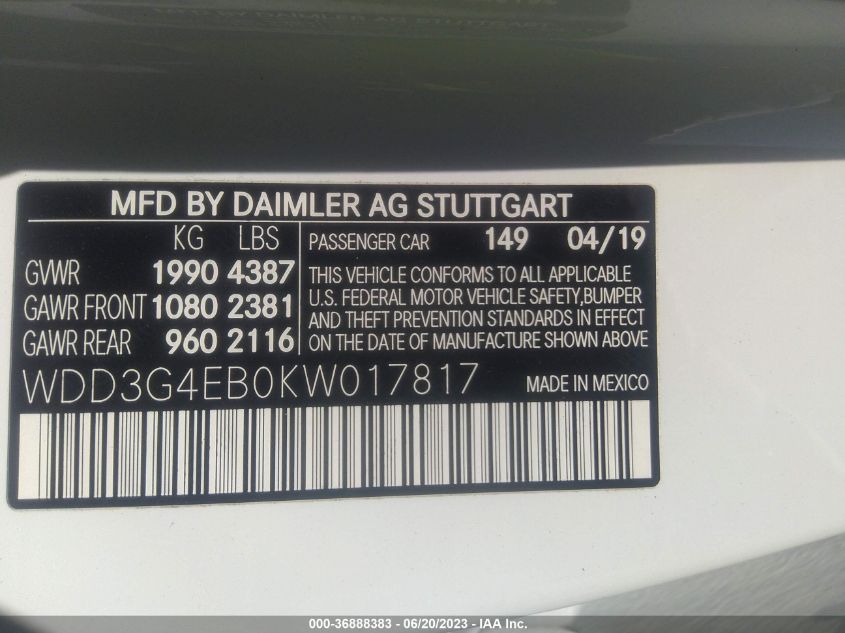 MFD BY DAIMLER AG STUTTGART
KG LBS
GVWR 1990 4387
GAWR FRONT 1080 2381
GAWR REAR 960 2116
PASSENGER CAR 149 04/19
THIS VEHICLE CONFORMS TO ALL APPLICABLE
U.S. FEDERAL MOTOR VEHICLE SAFETY,BUMPER
AND THEFT PREVENTION STANDARDS IN EFFECT
ON THE DATE OF MANUFACTURE SHOWN ABOVE
WDD3G4EB0KW017817 MADE IN MEXICO
000-36888383 - 06/20/2023 - IAA Inc.